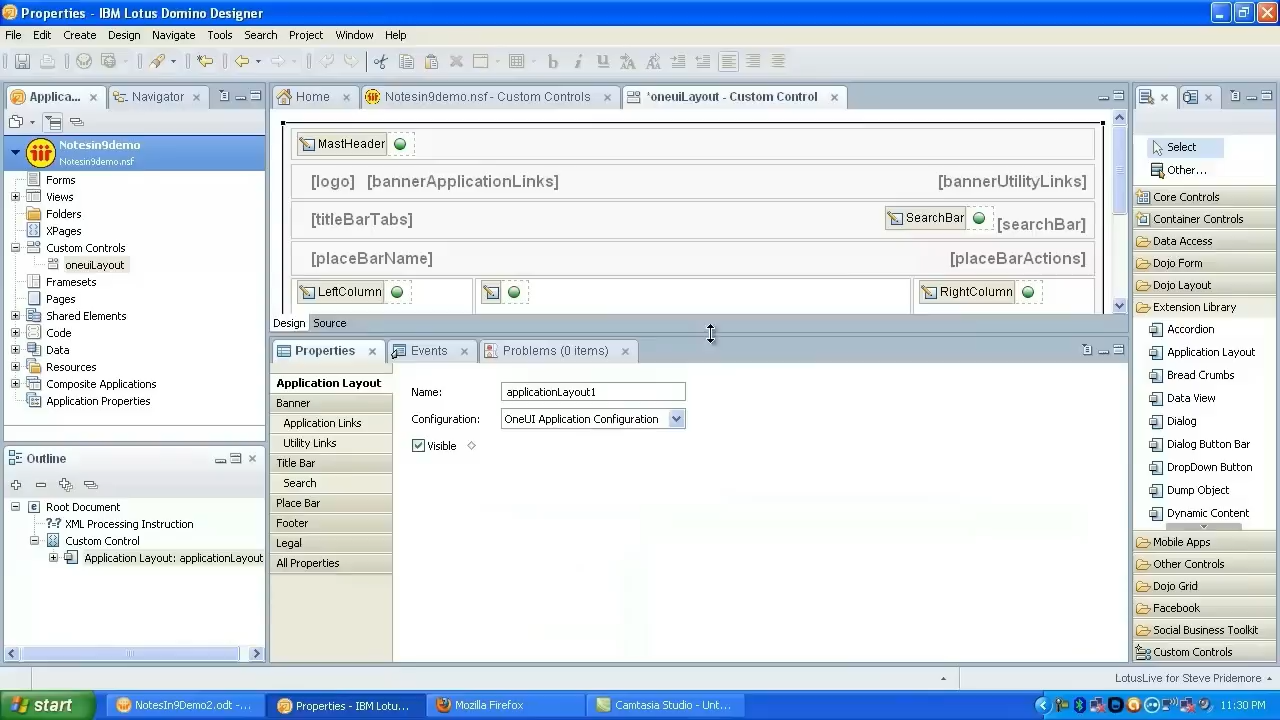 Properties - IBM Lotus Domino Designer
File Edit Create Design Navigate Tools Search Project Window Help
Applica... Navigator
Home Notesin9demo.nsf - Custom Controls *oneuiLayout - Custom Control
Notesin9demo
Notesin9demo.nsf
Forms
Views
Folders
XPages
Custom Controls
oneuiLayout
Framesets
Pages
Shared Elements
Code
Data
Resources
Composite Applications
Application Properties
Outline
Root Document
XML Processing Instruction
Custom Control
Application Layout: applicationLayout
MastHeader
[logo] [bannerApplicationLinks] [bannerUtilityLinks]
[titleBarTabs] SearchBar [searchBar]
[placeBarName] [placeBarActions]
LeftColumn RightColumn
Design Source
Properties Events Problems (0 items)
Application Layout
Banner
Application Links
Utility Links
Title Bar
Search
Place Bar
Footer
Legal
All Properties
Name: applicationLayout1
Configuration: OneUI Application Configuration
Visible
Select
Other...
Core Controls
Container Controls
Data Access
Dojo Form
Dojo Layout
Extension Library
Accordion
Application Layout
Bread Crumbs
Data View
Dialog
Dialog Button Bar
DropDown Button
Dump Object
Dynamic Content
Mobile Apps
Other Controls
Dojo Grid
Facebook
Social Business Toolkit
Custom Controls
LotusLive for Steve Pridemore
start NotesIn9Demo2.odt -... Properties - IBM Lotu... Mozilla Firefox Camtasia Studio - Unt... 11:30 PM